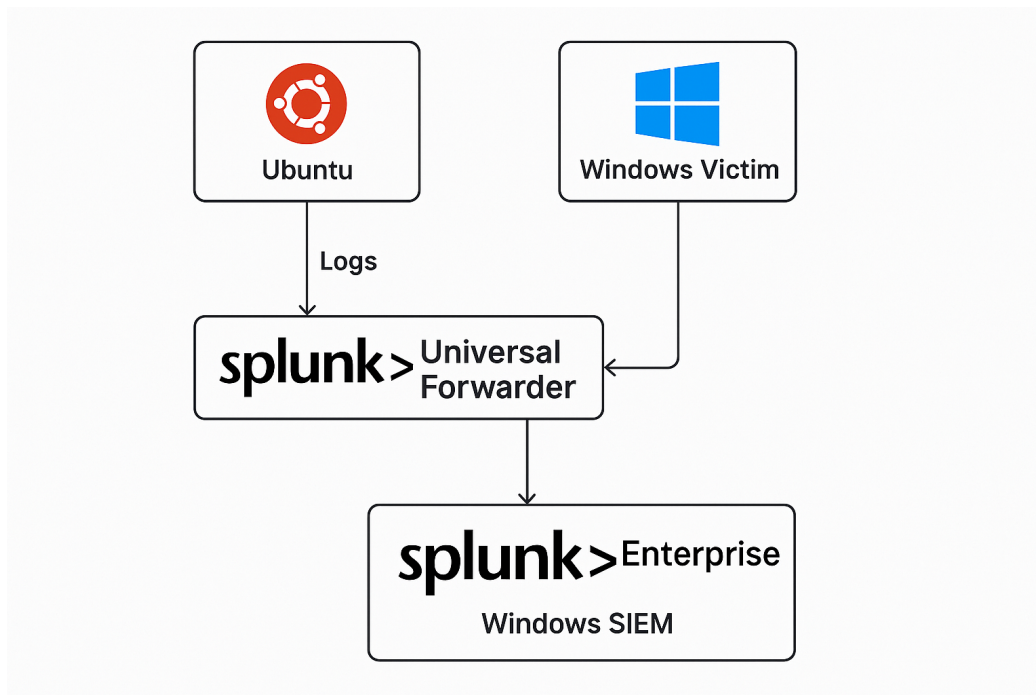 Ubuntu
Windows Victim
Logs
splunk> Universal
Forwarder
splunk> Enterprise
Windows SIEM